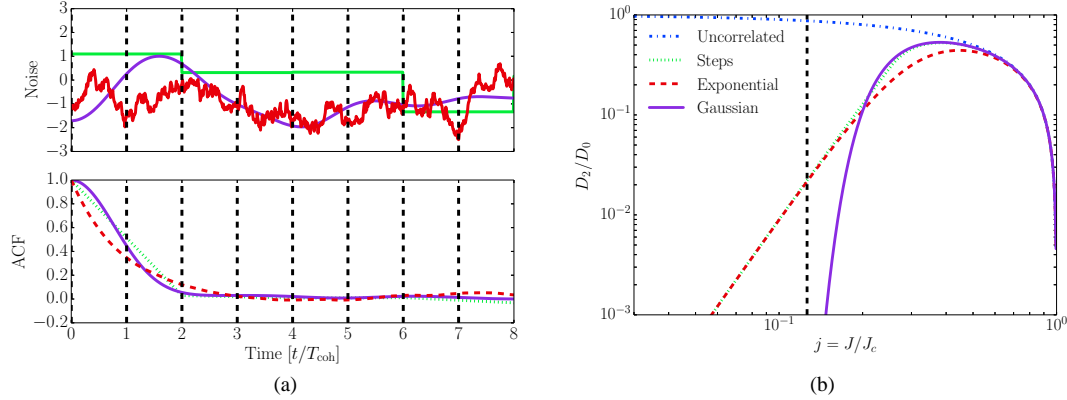 3
2
1
0
−1
−2
−3
Noise
1.0
0.8
0.6
0.4
0.2
0.0
−0.2
ACF
0 1 2 3 4 5 6 7 8
Time [t/T_coh]
(a)
10^0
10^-1
10^-2
10^-3
D_2/D_0
Uncorrelated
Steps
Exponential
Gaussian
10^-1 10^0
j = J/J_c
(b)